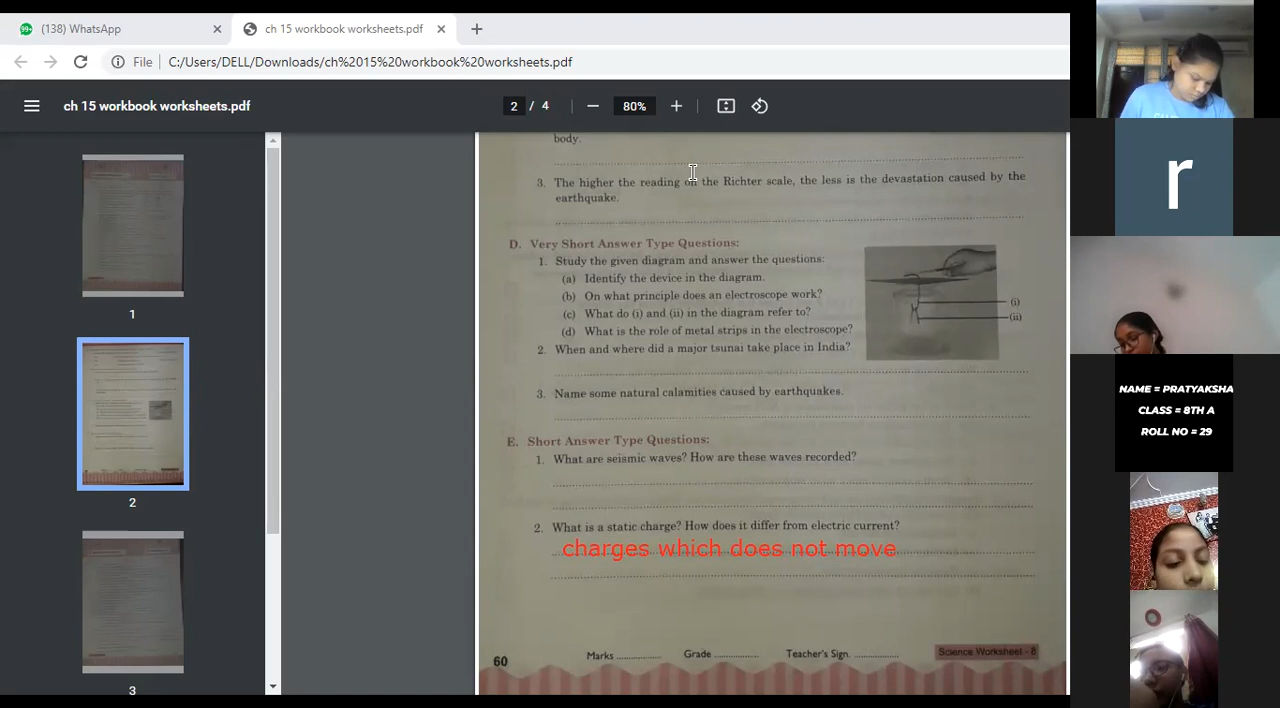 (138) WhatsApp
ch 15 workbook worksheets.pdf
File
C:/Users/DELL/Downloads/ch%2015%20workbook%20worksheets.pdf
ch 15 workbook worksheets.pdf
2 / 4
80%
1
2
3
body.
3. The higher the reading on the Richter scale, the less is the devastation caused by the
earthquake.
D. Very Short Answer Type Questions:
1. Study the given diagram and answer the questions:
(a) Identify the device in the diagram.
(b) On what principle does an electroscope work?
(c) What do (i) and (ii) in the diagram refer to?
(d) What is the role of metal strips in the electroscope?
(i)
(ii)
2. When and where did a major tsunai take place in India?
3. Name some natural calamities caused by earthquakes.
E. Short Answer Type Questions:
1. What are seismic waves? How are these waves recorded?
2. What is a static charge? How does it differ from electric current?
charges which does not move
Marks
Grade
Teacher's Sign.
Science Worksheet - 8
60
r
NAME = PRATYAKSHA
CLASS = 8TH A
ROLL NO = 29